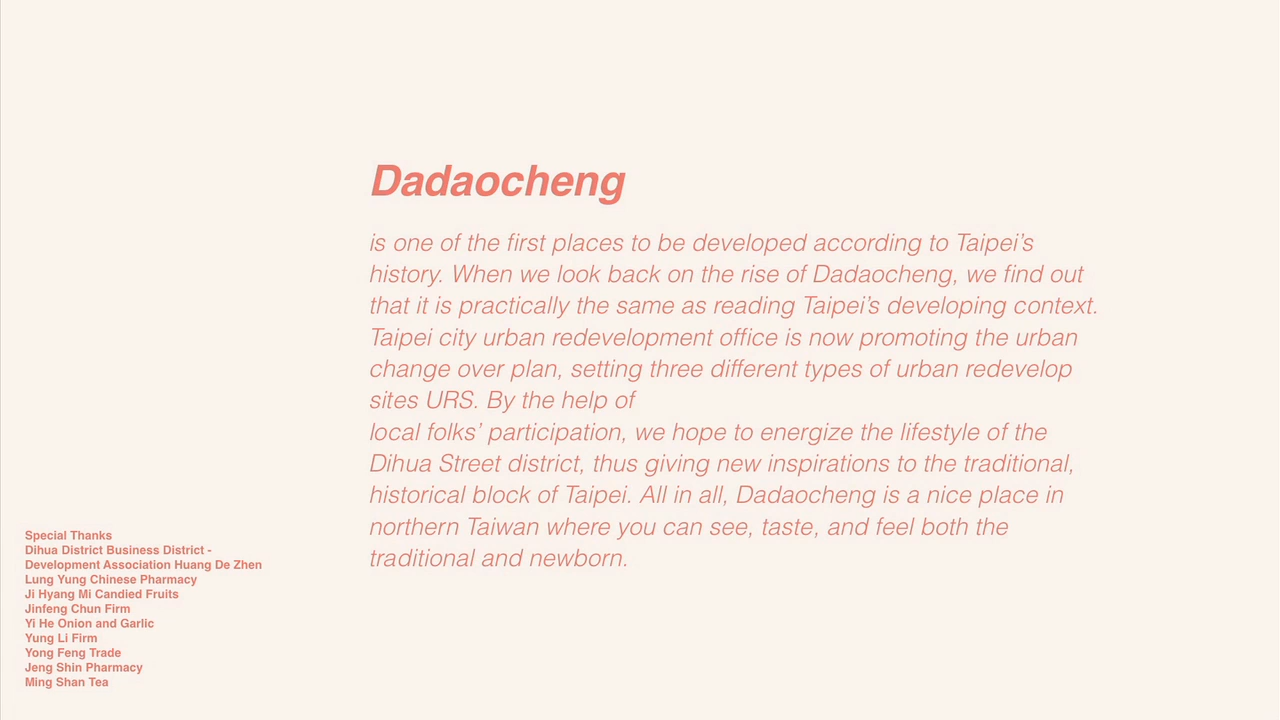 Dadaocheng
is one of the first places to be developed according to Taipei’s
history. When we look back on the rise of Dadaocheng, we find out
that it is practically the same as reading Taipei’s developing context.
Taipei city urban redevelopment office is now promoting the urban
change over plan, setting three different types of urban redevelop
sites URS. By the help of
local folks’ participation, we hope to energize the lifestyle of the
Dihua Street district, thus giving new inspirations to the traditional,
historical block of Taipei. All in all, Dadaocheng is a nice place in
northern Taiwan where you can see, taste, and feel both the
traditional and newborn.
Special Thanks
Dihua District Business District -
Development Association Huang De Zhen
Lung Yung Chinese Pharmacy
Ji Hyang Mi Candied Fruits
Jinfeng Chun Firm
Yi He Onion and Garlic
Yung Li Firm
Yong Feng Trade
Jeng Shin Pharmacy
Ming Shan Tea